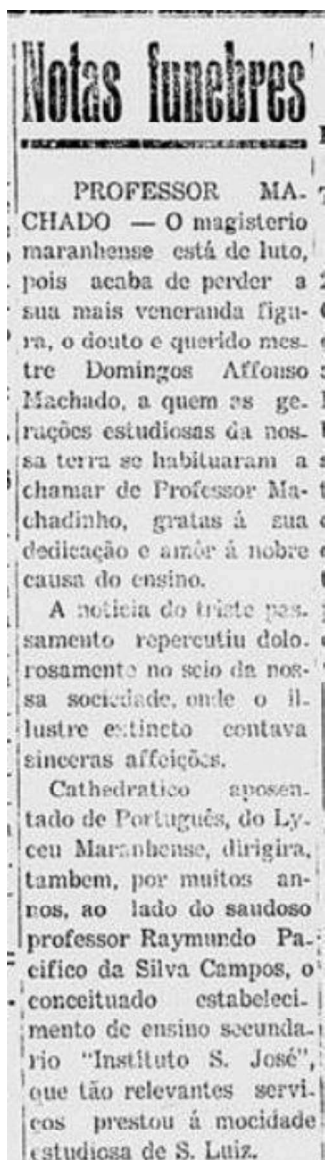 Notas funebres
PROFESSOR MA-
CHADO — O magisterio
maranhense está de luto,
pois acaba de perder a
sua mais veneranda figu-
ra, o douto e querido mes-
tre Domingos Affonso
Machado, a quem as ge-
rações estudiosas da nos-
sa terra se habituaram a
chamar de Professor Ma-
chadinho, gratas á sua
dedicação e amôr á nobre
causa do ensino.
A noticia do triste pas-
samento repercutiu dolo-
rosamente no seio da nos-
sa sociedade, onde o il-
lustre extincto contava
sinceras affeições.
Cathedratico aposen-
tado de Português, do Ly-
ceu Maranhense, dirigira,
tambem, por muitos an-
nos, ao lado do saudoso
professor Raymundo Pa-
cifico da Silva Campos, o
conceituado estabeleci-
mento de ensino secunda-
rio "Instituto S. José",
que tão relevantes servi-
ços prestou á mocidade
estudiosa de S. Luiz.